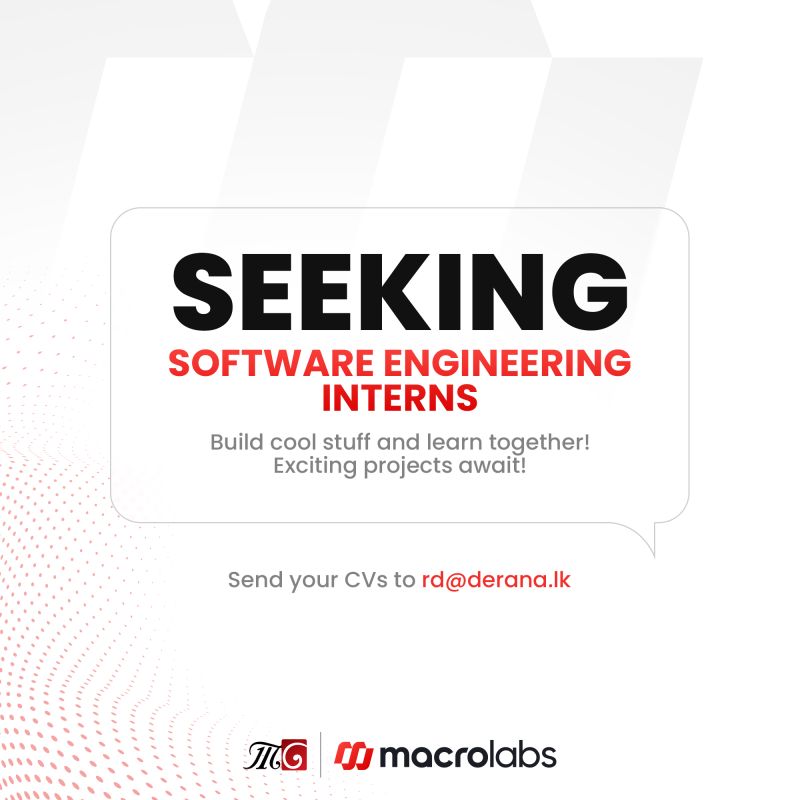 SEEKING
SOFTWARE ENGINEERING
INTERNS
Build cool stuff and learn together!
Exciting projects await!
Send your CVs to rd@derana.lk
macrolabs